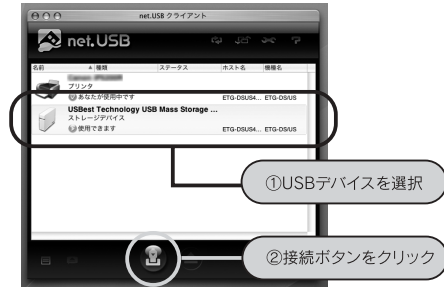 net.USB クライアント
net.USB
名前 ▲ 種類 ステータス ホスト名 機種名
プリンタ
あなたが使用中です ETG-DSUS4... ETG-DS/US
USBest Technology USB Mass Storage ...
ストレージデバイス
使用できます ETG-DSUS4... ETG-DS/US
①USBデバイスを選択
②接続ボタンをクリック